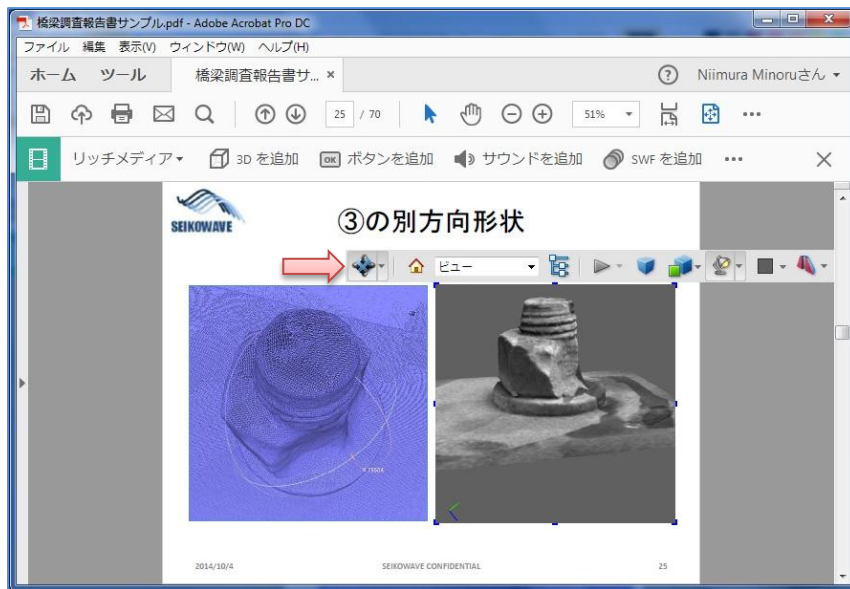 橋梁調査報告書サンプル.pdf - Adobe Acrobat Pro DC
ファイル 編集 表示(V) ウィンドウ(W) ヘルプ(H)
ホーム ツール 橋梁調査報告書サ... × ? Niimura Minoruさん
25 / 70 51%
リッチメディア 3D を追加 OK ボタンを追加 サウンドを追加 SWF を追加
SEIKOWAVE
③の別方向形状
ビュー
2014/10/4 SEIKOWAVE CONFIDENTIAL 25